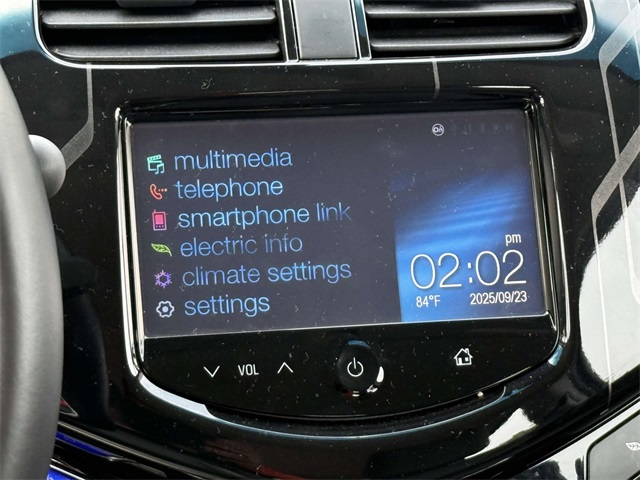 multimedia
telephone
smartphone link
electric info
climate settings
settings
pm
02:02
84°F 2025/09/23
VOL